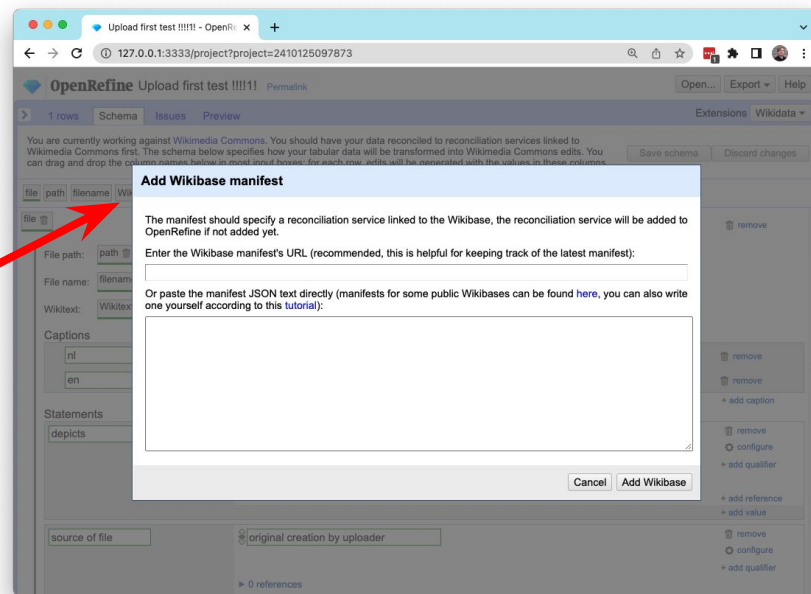 Upload first test !!!!1! - OpenRe
127.0.0.1:3333/project?project=2410125097873
1
OpenRefine Upload first test !!!!1! Permalink
Open... Export Help
1 rows Schema Issues Preview
Extensions Wikidata
You are currently working against Wikimedia Commons. You should have your data reconciled to reconciliation services linked to
Wikimedia Commons first. The schema below specifies how your tabular data will be transformed into Wikimedia Commons edits. You
can drag and drop the column names below in most input boxes: for each row, edits will be generated with the values in these columns.
Save schema Discard changes
file path filename Wik
Add Wikibase manifest
The manifest should specify a reconciliation service linked to the Wikibase, the reconciliation service will be added to
OpenRefine if not added yet.
Enter the Wikibase manifest's URL (recommended, this is helpful for keeping track of the latest manifest):
Or paste the manifest JSON text directly (manifests for some public Wikibases can be found here, you can also write
one yourself according to this tutorial):
Cancel Add Wikibase
file
remove
File path: path
File name: filename
Wikitext: Wikitext
Captions
nl
remove
en
remove
+ add caption
Statements
depicts
remove
configure
+ add qualifier
+ add reference
+ add value
source of file
original creation by uploader
remove
configure
+ add qualifier
0 references